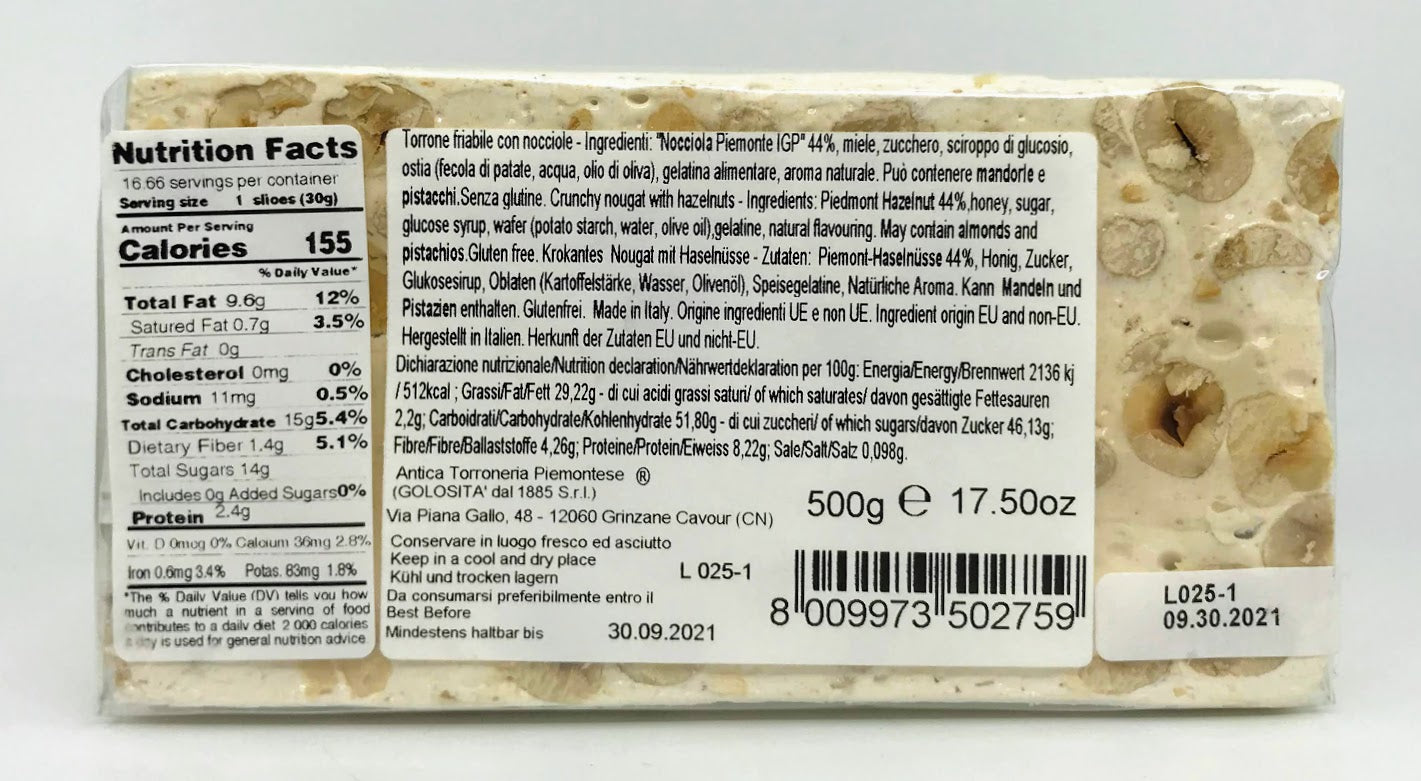 Nutrition Facts
16.66 servings per container
Serving size 1 slices (30g)
Amount Per Serving
Calories 155
% Daily Value*
Total Fat 9.6g 12%
Satured Fat 0.7g 3.5%
Trans Fat 0g
Cholesterol 0mg 0%
Sodium 11mg 0.5%
Total Carbohydrate 15g 5.4%
Dietary Fiber 1.4g 5.1%
Total Sugars 14g
Includes 0g Added Sugars 0%
Protein 2.4g
Vit. D 0mcg 0% Calcium 36mg 2.8%
Iron 0.6mg 3.4% Potas. 83mg 1.8%
*The % Daily Value (DV) tells you how
much a nutrient in a serving of food
contributes to a daily diet 2 000 calories
a day is used for general nutrition advice
Torrone friabile con nocciole - Ingredienti: "Nocciola Piemonte IGP" 44%, miele, zucchero, sciroppo di glucosio,
ostia (fecola di patate, acqua, olio di oliva), gelatina alimentare, aroma naturale. Può contenere mandorle e
pistacchi.Senza glutine. Crunchy nougat with hazelnuts - Ingredients: Piedmont Hazelnut 44%,honey, sugar,
glucose syrup, wafer (potato starch, water, olive oil),gelatine, natural flavouring. May contain almonds and
pistachios.Gluten free. Krokantes Nougat mit Haselnüsse - Zutaten: Piemont-Haselnüsse 44%, Honig, Zucker,
Glukosesirup, Oblaten (Kartoffelstärke, Wasser, Olivenöl), Speisegelatine, Natürliche Aroma. Kann Mandeln und
Pistazien enthalten. Glutenfrei. Made in Italy. Origine ingredienti UE e non UE. Ingredient origin EU and non-EU.
Hergestellt in Italien. Herkunft der Zutaten EU und nicht-EU.
Dichiarazione nutrizionale/Nutrition declaration/Nährwertdeklaration per 100g: Energia/Energy/Brennwert 2136 kj
/ 512kcal ; Grassi/Fat/Fett 29,22g - di cui acidi grassi saturi/ of which saturates/ davon gesättigte Fettesauren
2,2g; Carboidrati/Carbohydrate/Kohlenhydrate 51,80g - di cui zuccheri/ of which sugars/davon Zucker 46,13g;
Fibre/Fibre/Ballaststoffe 4,26g; Proteine/Protein/Eiweiss 8,22g; Sale/Salt/Salz 0,098g.
Antica Torroneria Piemontese ®
(GOLOSITA' dal 1885 S.r.l.)
Via Piana Gallo, 48 - 12060 Grinzane Cavour (CN)
500g ℮ 17.50oz
Conservare in luogo fresco ed asciutto
Keep in a cool and dry place
Kühl und trocken lagern
L 025-1
Da consumarsi preferibilmente entro il
Best Before
Mindestens haltbar bis 30.09.2021
8 009973 502759
L025-1
09.30.2021